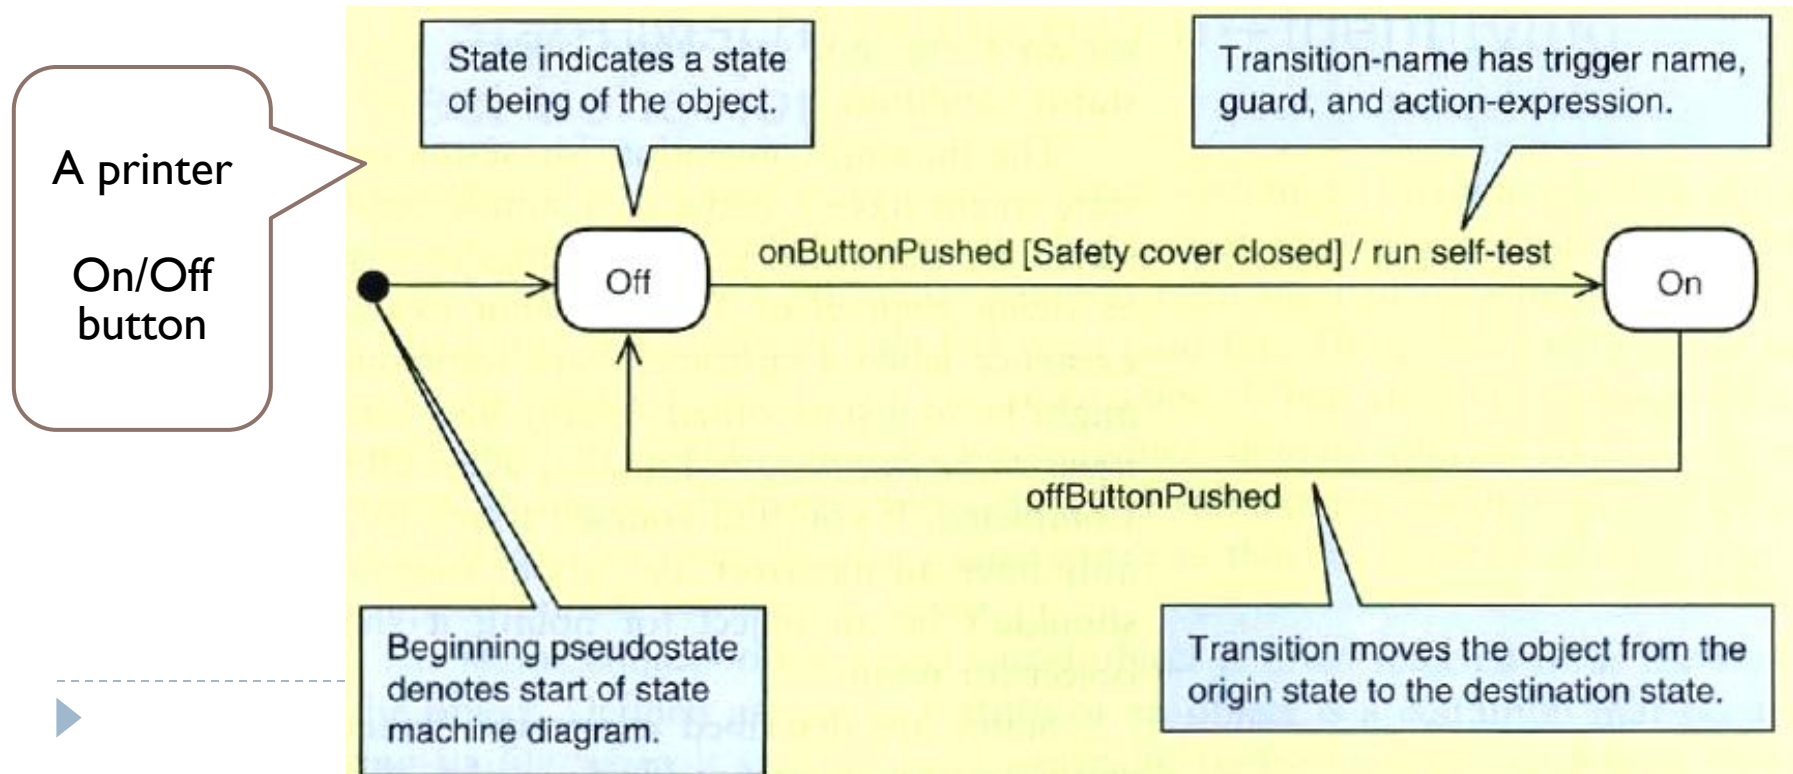 A printer
On/Off
button
State indicates a state
of being of the object.
Transition-name has trigger name,
guard, and action-expression.
onButtonPushed [Safety cover closed] / run self-test
Off
On
offButtonPushed
Beginning pseudostate
denotes start of state
machine diagram.
Transition moves the object from the
origin state to the destination state.